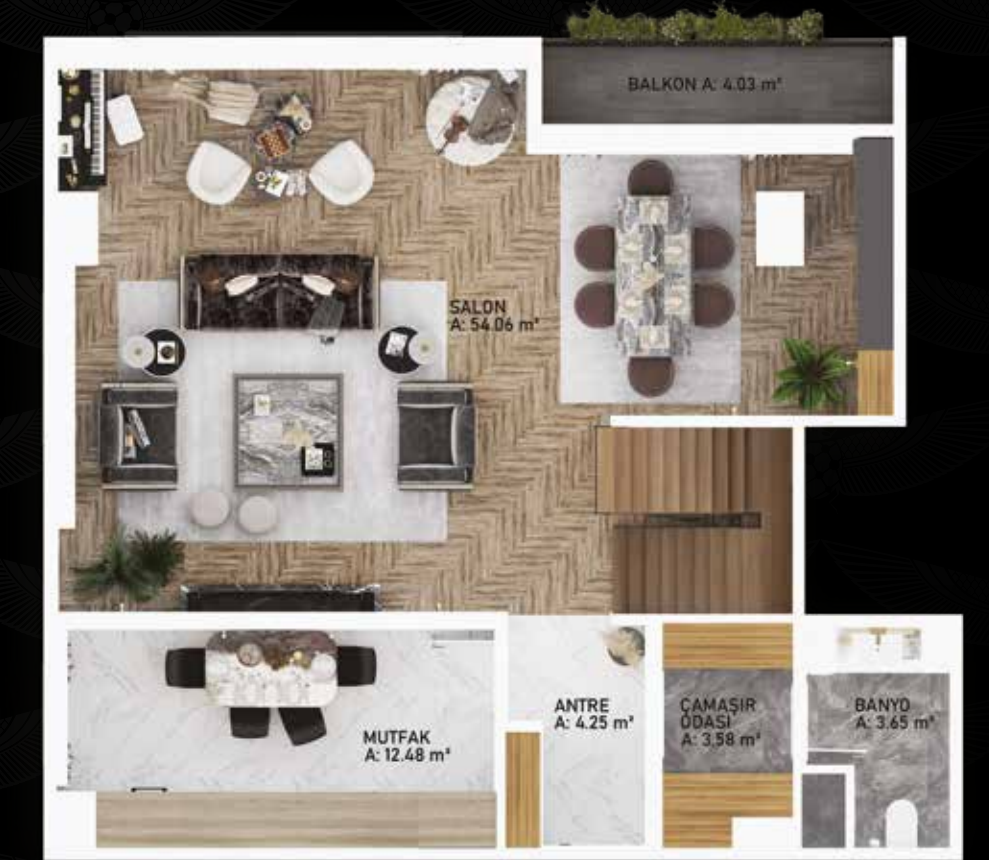 BALKON A: 4.03 m²
SALON
A: 54.06 m²
MUTFAK
A: 12.48 m²
ANTRE
A: 4.25 m²
ÇAMAŞIR
ODASI
A: 3,58 m²
BANYO
A: 3.65 m²